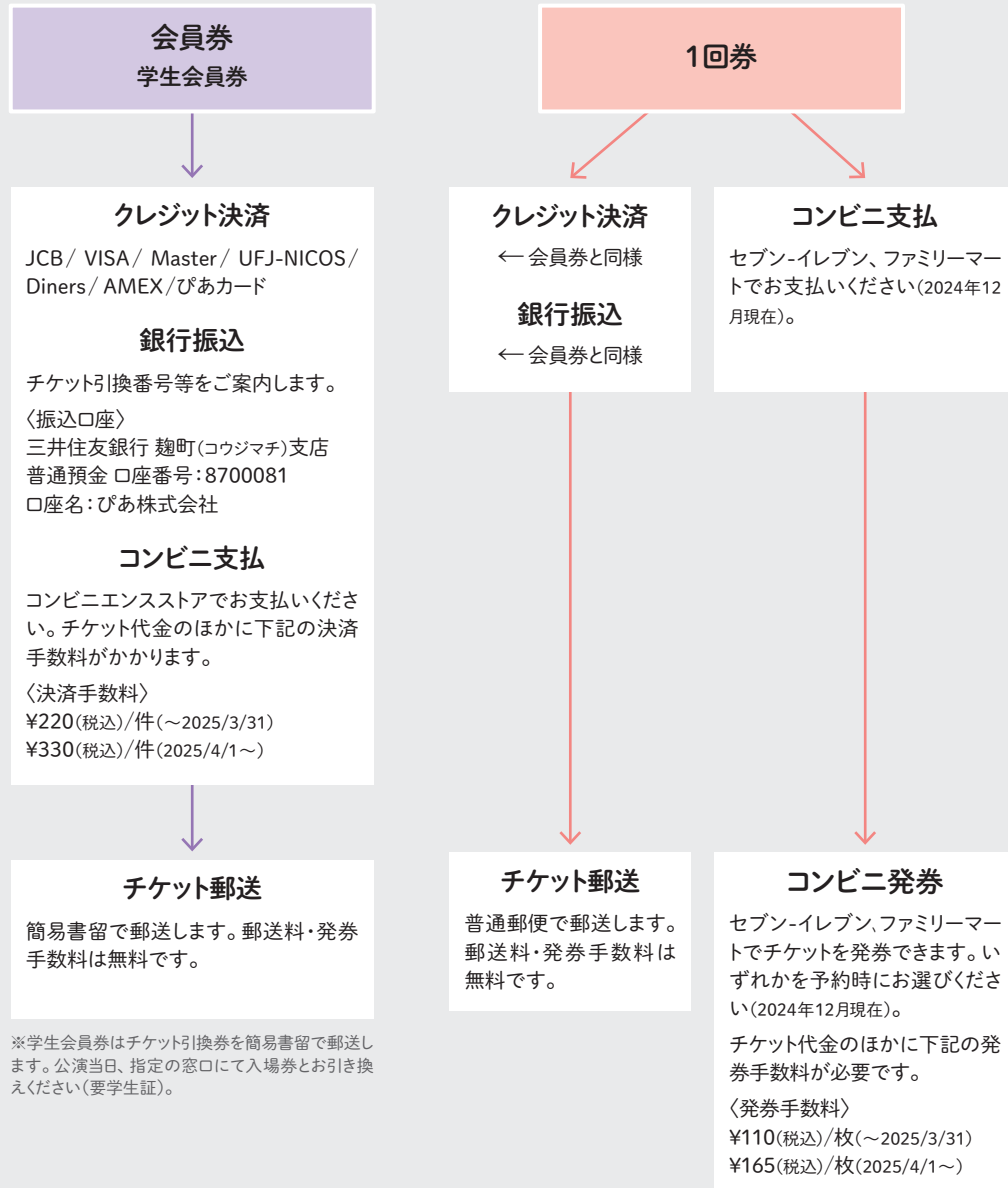 会員券
学生会員券
クレジット決済
JCB/ VISA/ Master/ UFJ-NICOS/
Diners/ AMEX/ぴあカード
銀行振込
チケット引換番号等をご案内します。
〈振込口座〉
三井住友銀行 麹町(コウジマチ)支店
普通預金 口座番号:8700081
口座名:ぴあ株式会社
コンビニ支払
コンビニエンスストアでお支払いくださ
い。チケット代金のほかに下記の決済
手数料がかかります。
〈決済手数料〉
¥220(税込)/件(〜2025/3/31)
¥330(税込)/件(2025/4/1〜)
チケット郵送
簡易書留で郵送します。郵送料・発券
手数料は無料です。
※学生会員券はチケット引換券を簡易書留で郵送し
ます。公演当日、指定の窓口にて入場券とお引き換
えください(要学生証)。
1回券
クレジット決済
← 会員券と同様
銀行振込
← 会員券と同様
チケット郵送
普通郵便で郵送します。
郵送料・発券手数料は
無料です。
コンビニ支払
セブン-イレブン、ファミリーマー
トでお支払いください(2024年12
月現在)。
コンビニ発券
セブン-イレブン、ファミリーマー
トでチケットを発券できます。い
ずれかを予約時にお選びくださ
い(2024年12月現在)。
チケット代金のほかに下記の発
券手数料が必要です。
〈発券手数料〉
¥110(税込)/枚(〜2025/3/31)
¥165(税込)/枚(2025/4/1〜)